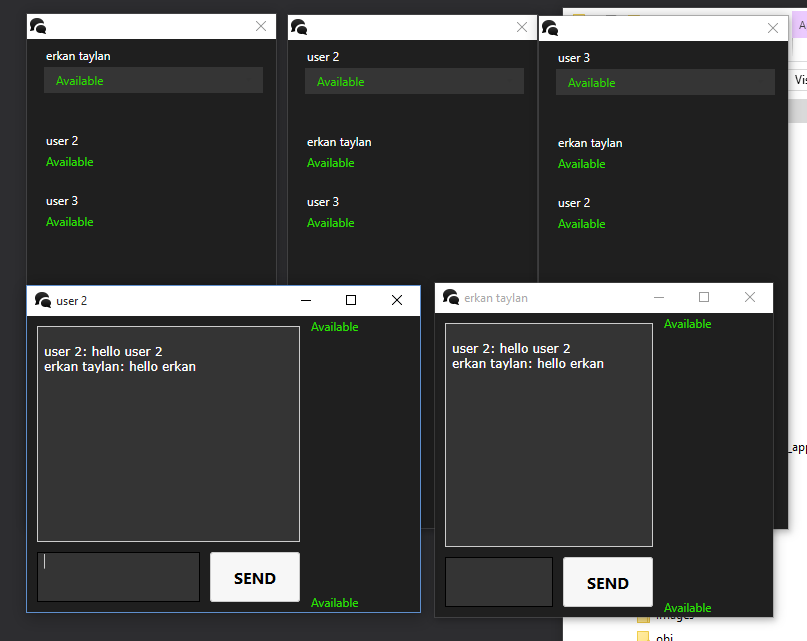 erkan taylan
Available
user 2
Available
user 3
Available
user 2
Available
erkan taylan
Available
user 3
Available
user 3
Available
erkan taylan
Available
user 2
Available
user 2
Available
user 2: hello user 2
erkan taylan: hello erkan
SEND
Available
erkan taylan
Available
user 2: hello user 2
erkan taylan: hello erkan
SEND
Available
A
Vis
_app
images
obj